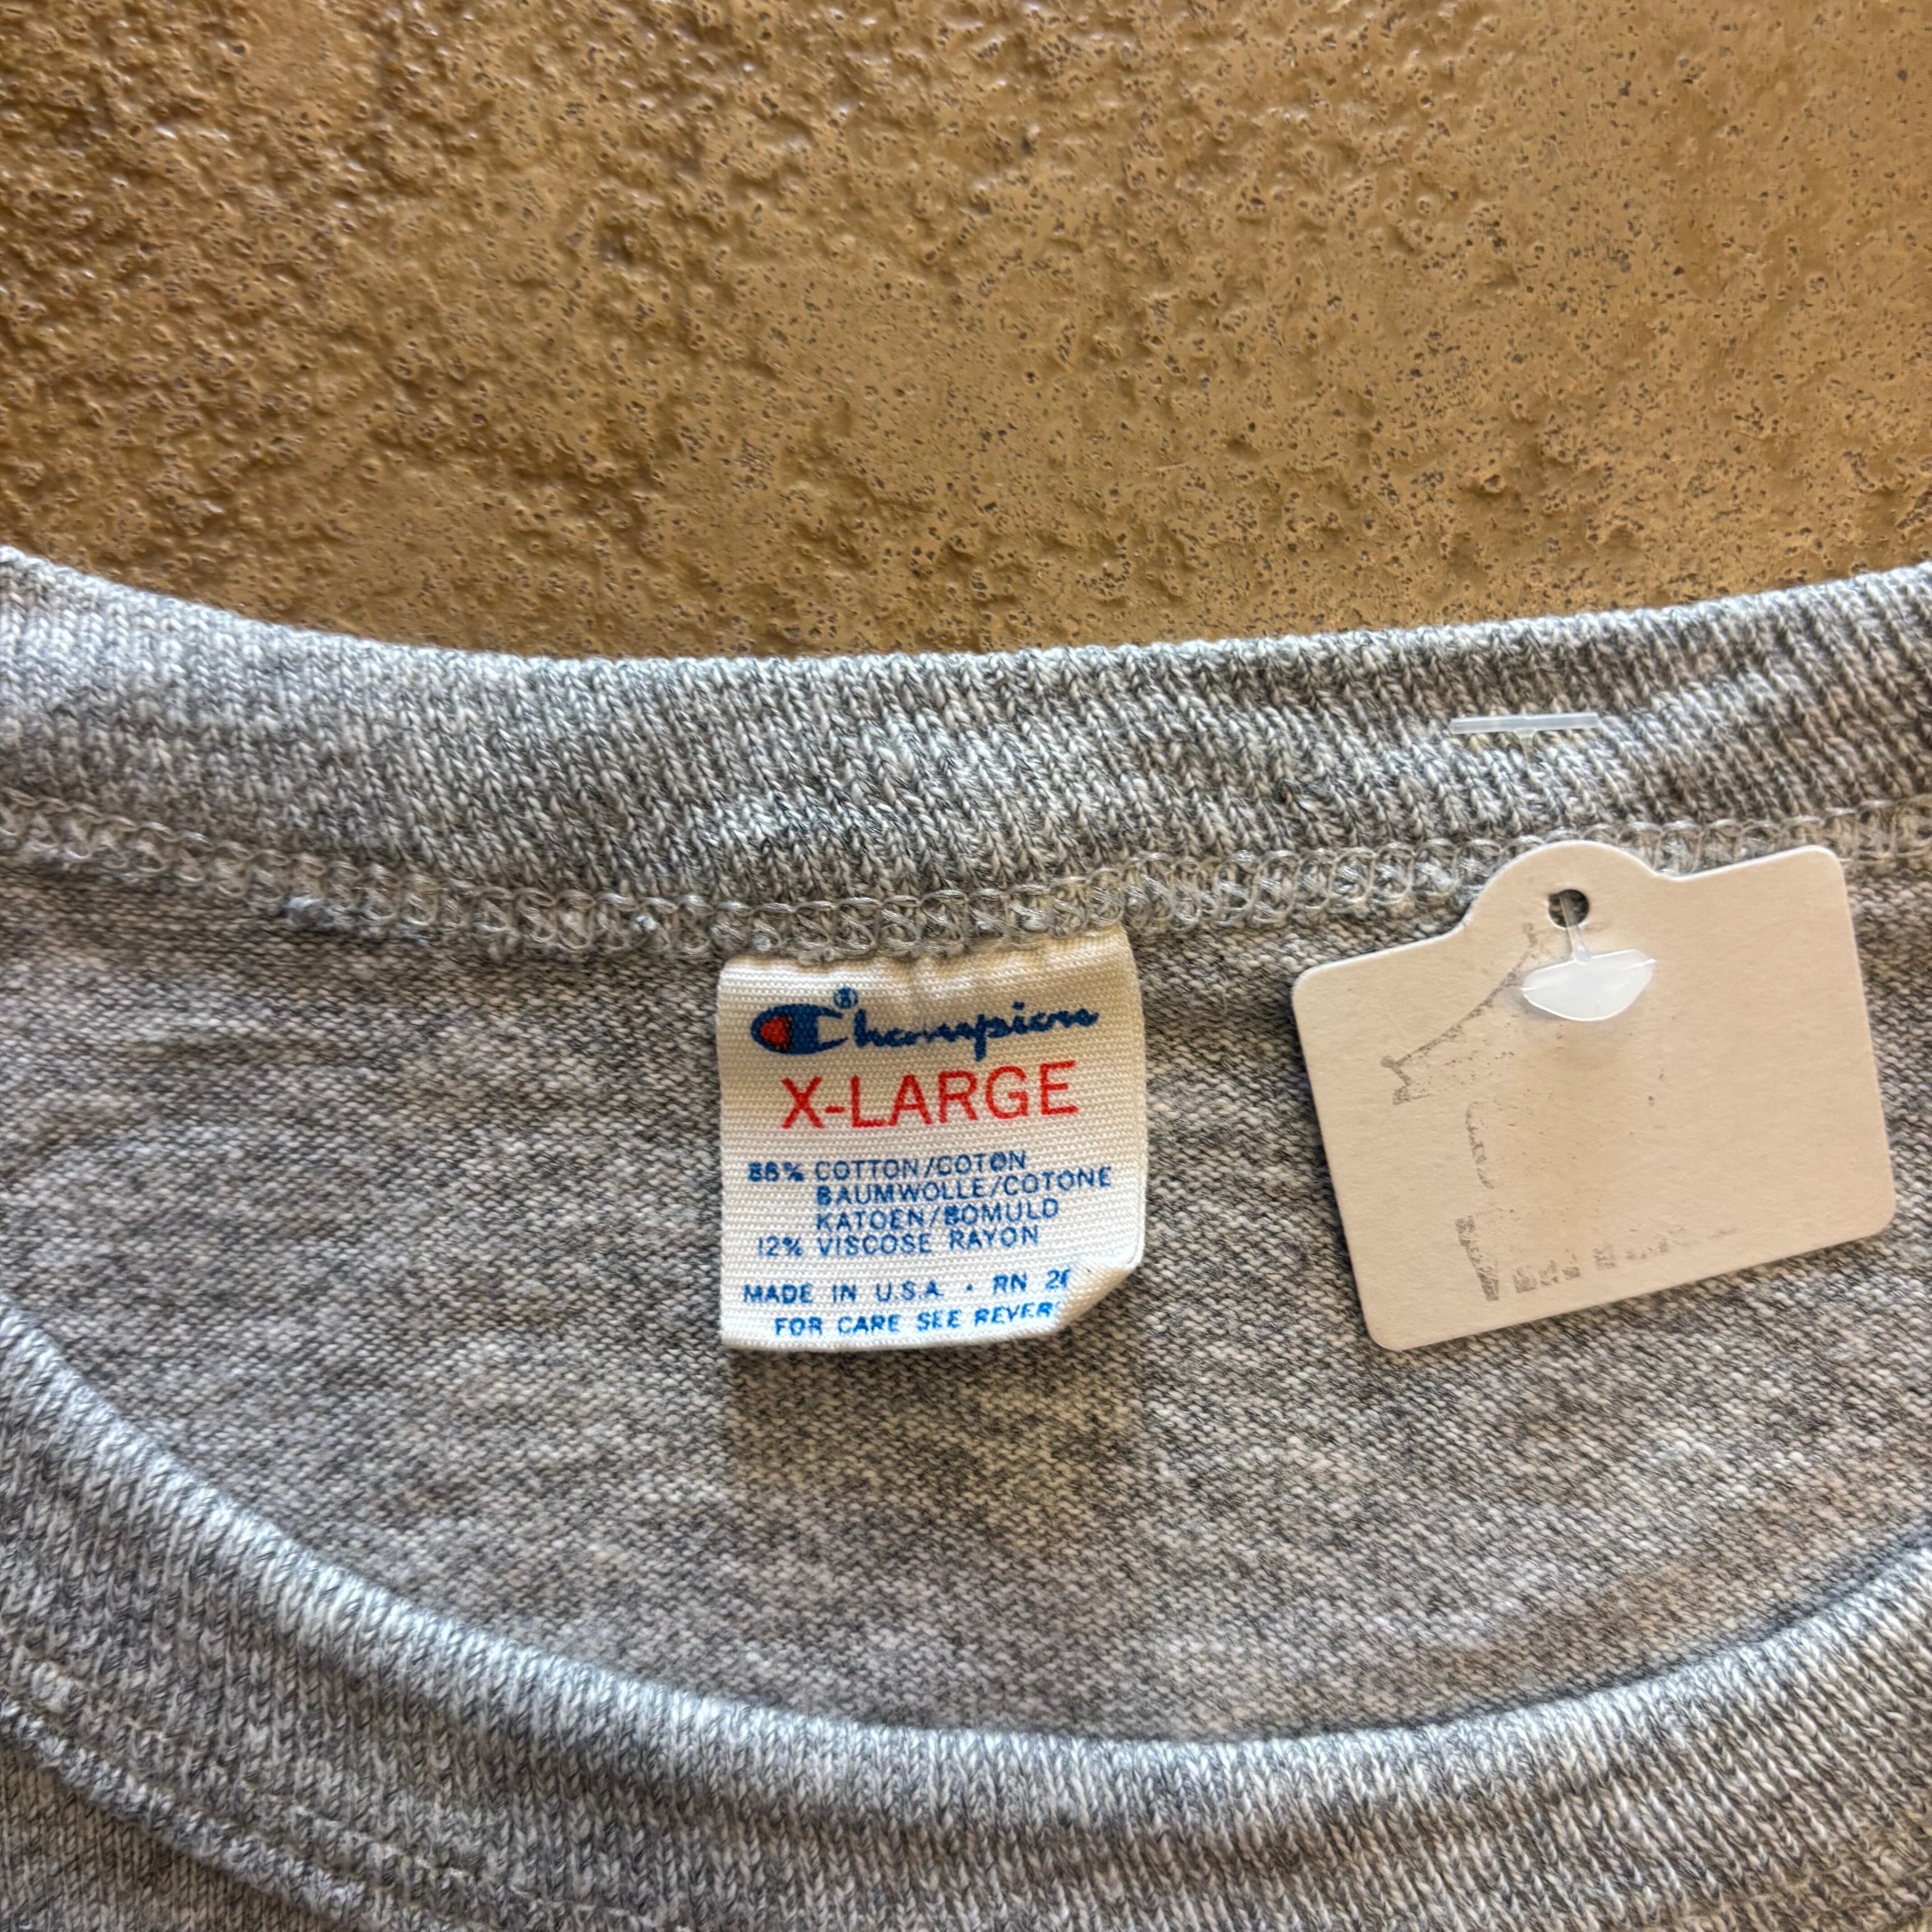 Champion®
X-LARGE
88% COTTON/COTON
BAUMWOLLE/COTONE
KATOEN/BOMULD
12% VISCOSE RAYON
MADE IN U.S.A. · RN
FOR CARE SEE